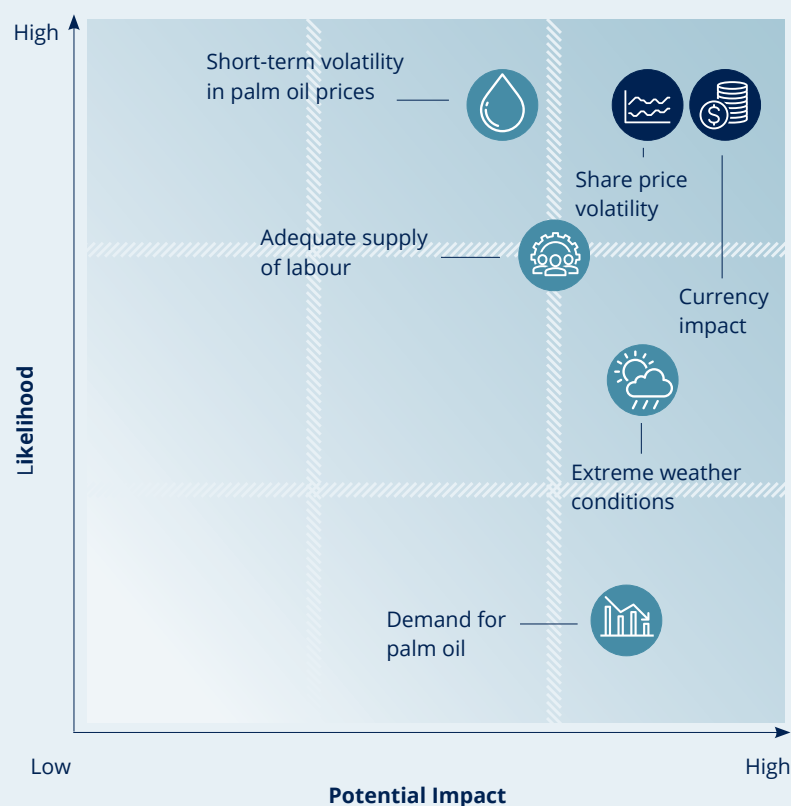 High
Short-term volatility
in palm oil prices
$
Share price
volatility
Adequate supply
of labour
Currency
impact
Likelihood
Extreme weather
conditions
Demand for
palm oil
Low
High
Potential Impact